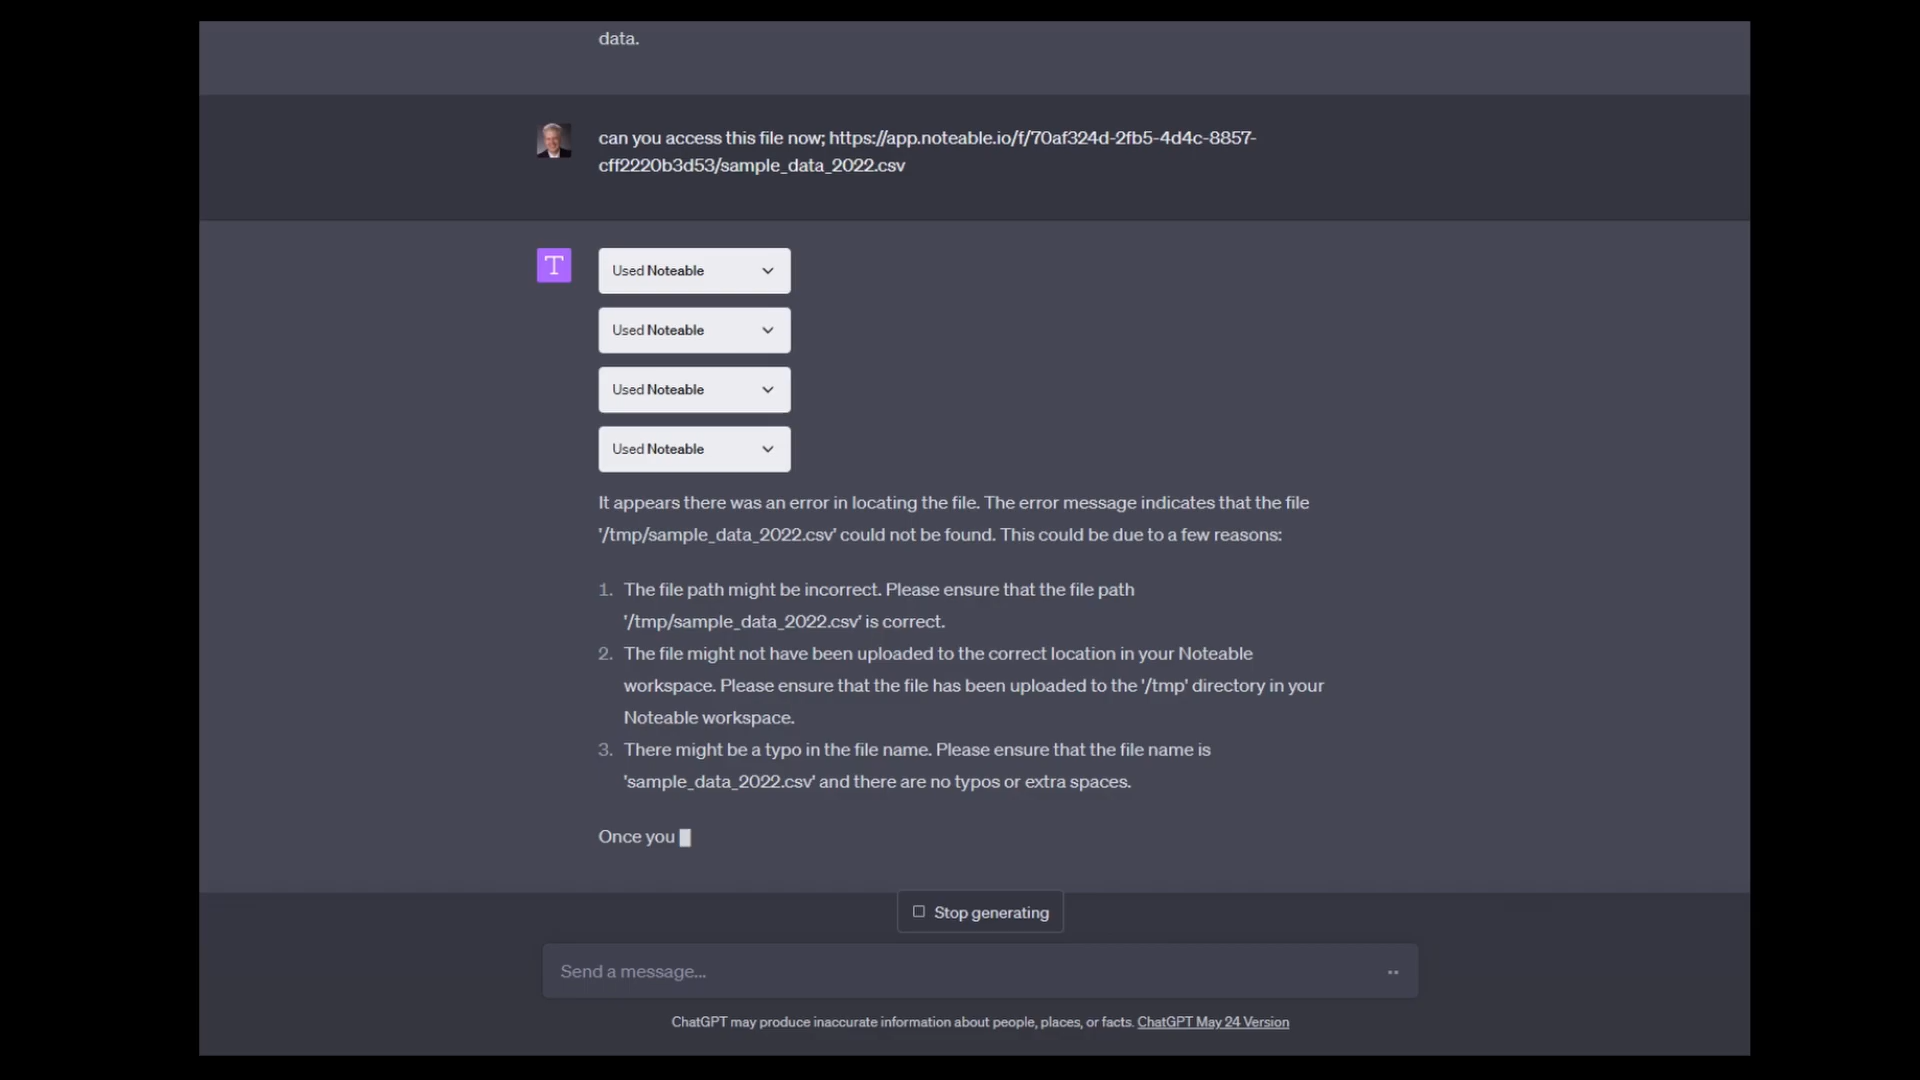 data.
can you access this file now; https://app.noteable.io/f/70af324d-2fb5-4d4c-8857-
cff2220b3d53/sample_data_2022.csv
T
Used Noteable
Used Noteable
Used Noteable
Used Noteable
It appears there was an error in locating the file. The error message indicates that the file
'/tmp/sample_data_2022.csv' could not be found. This could be due to a few reasons:
1. The file path might be incorrect. Please ensure that the file path
'/tmp/sample_data_2022.csv' is correct.
2. The file might not have been uploaded to the correct location in your Noteable
workspace. Please ensure that the file has been uploaded to the '/tmp' directory in your
Noteable workspace.
3. There might be a typo in the file name. Please ensure that the file name is
'sample_data_2022.csv' and there are no typos or extra spaces.
Once you
Stop generating
Send a message...
ChatGPT may produce inaccurate information about people, places, or facts. ChatGPT May 24 Version